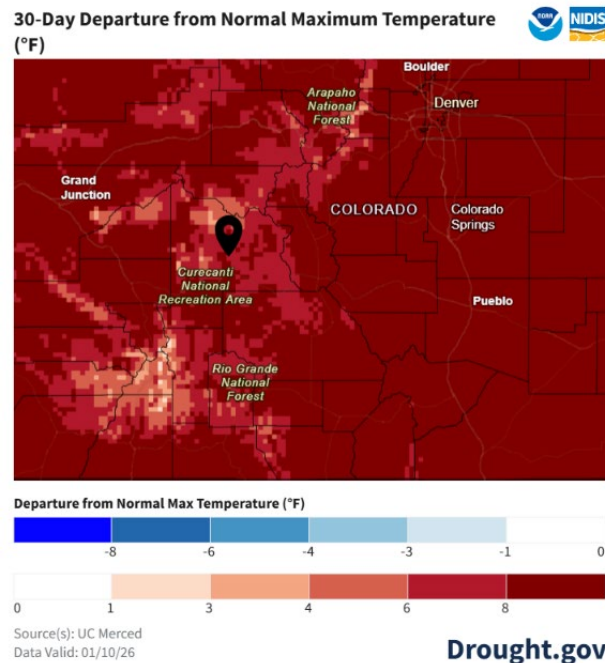 30-Day Departure from Normal Maximum Temperature
(°F)
NOAA
NIDIS
Boulder
Arapaho
National
Forest
Denver
Grand
Junction
COLORADO
Colorado
Springs
Curecanti
National
Recreation Area
Pueblo
Rio Grande
National
Forest
Departure from Normal Max Temperature (°F)
-8 -6 -4 -3 -1 0
0 1 3 4 6 8
Source(s): UC Merced
Data Valid: 01/10/26
Drought.gov